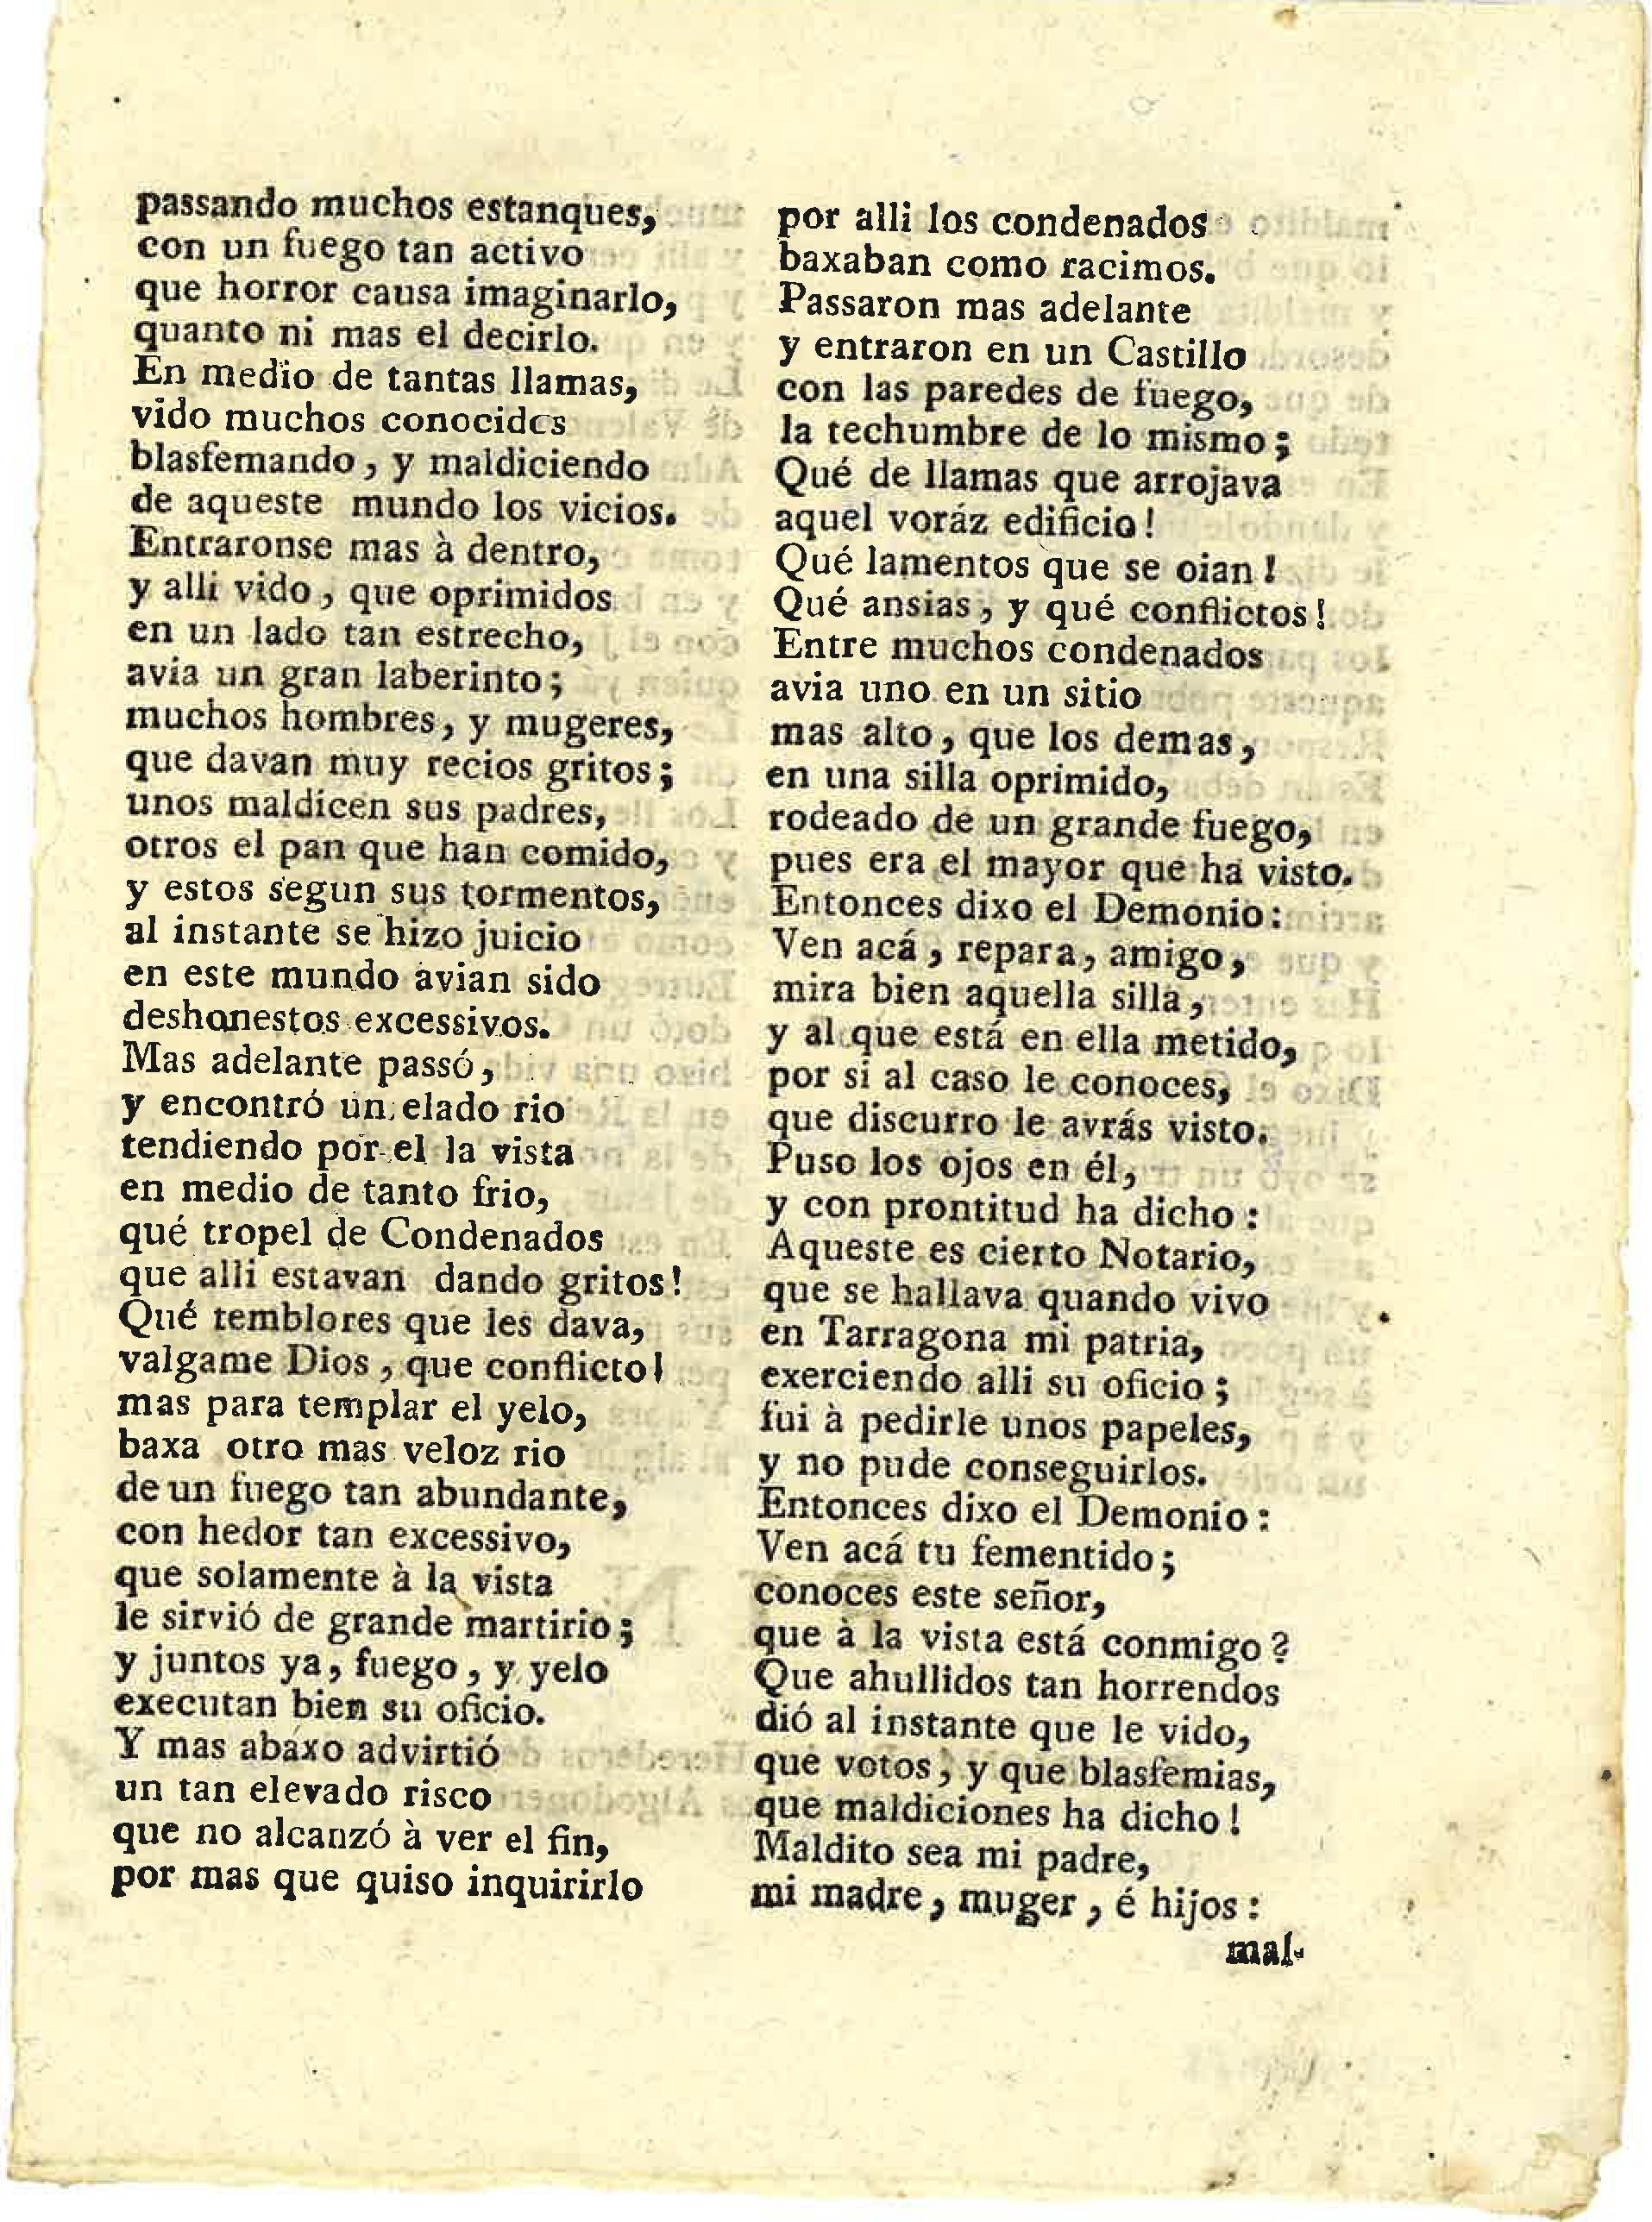 passando muchos estanques,
con un fuego tan activo
que horror causa imaginarlo,
quanto ni mas el decirlo.
En medio de tantas llamas,
vido muchos conocidos
blasfemando, y maldiciendo
de aqueste mundo los vicios.
Entraronse mas à dentro,
y alli vido, que oprimidos
en un lado tan estrecho,
avia un gran laberinto;
muchos hombres, y mugeres,
que davan muy recios gritos;
unos maldicen sus padres,
otros el pan que han comido,
y estos segun sus tormentos,
al instante se hizo juicio
en este mundo avian sido
deshonestos excessivos.
Mas adelante passó,
y encontró un elado rio
tendiendo por el la vista
en medio de tanto frio,
qué tropel de Condenados
que alli estavan dando gritos!
Qué temblores que les dava,
valgame Dios, que conflicto!
mas para templar el yelo,
baxa otro mas veloz rio
de un fuego tan abundante,
con hedor tan excessivo,
que solamente à la vista
le sirvió de grande martirio;
y juntos ya, fuego, y yelo
executan bien su oficio.
Y mas abaxo advirtió
un tan elevado risco
que no alcanzó à ver el fin,
por mas que quiso inquirirlo
por alli los condenados
baxaban como racimos.
Passaron mas adelante
y entraron en un Castillo
con las paredes de fuego,
la techumbre de lo mismo;
Qué de llamas que arrojava
aquel voráz edificio!
Qué lamentos que se oian!
Qué ansias, y qué conflictos!
Entre muchos condenados
avia uno en un sitio
mas alto, que los demas,
en una silla oprimido,
rodeado de un grande fuego,
pues era el mayor que ha visto.
Entonces dixo el Demonio:
Ven acá, repara, amigo,
mira bien aquella silla,
y al que está en ella metido,
por si al caso le conoces,
que discurro le avrás visto.
Puso los ojos en él,
y con prontitud ha dicho:
Aqueste es cierto Notario,
que se hallava quando vivo
en Tarragona mi patria,
exerciendo alli su oficio;
fui à pedirle unos papeles,
y no pude conseguirlos.
Entonces dixo el Demonio:
Ven acá tu fementido;
conoces este señor,
que à la vista está conmigo?
Que ahullidos tan horrendos
dió al instante que le vido,
que votos, y que blasfemias,
que maldiciones ha dicho!
Maldito sea mi padre,
mi madre, muger, é hijos:
mal-